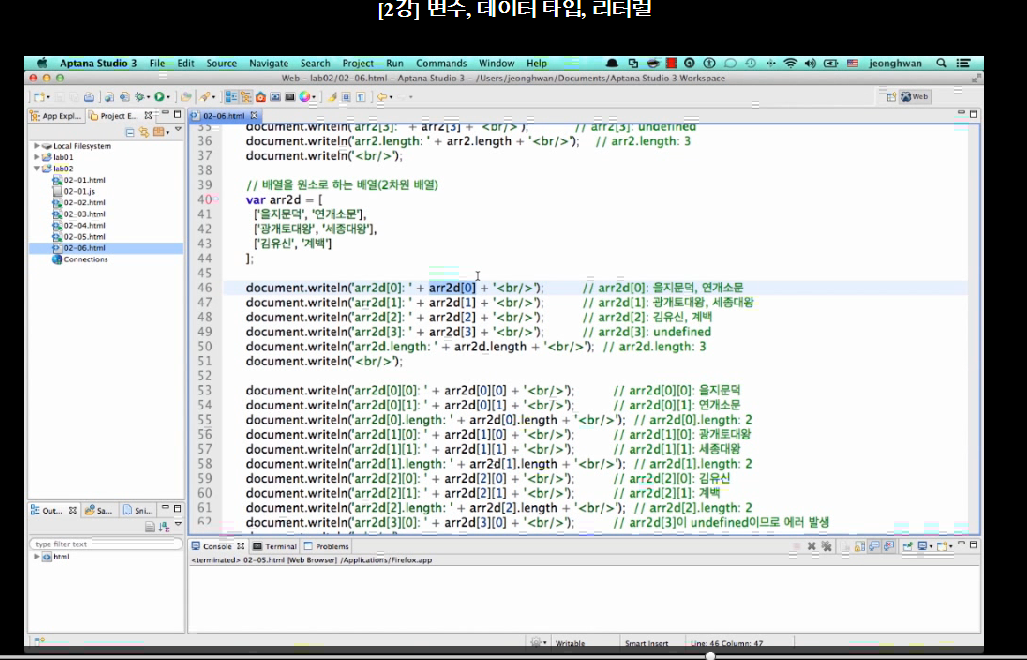 [2강] 변수, 데이터 타입, 리터럴
Aptana Studio 3 File Edit Source Navigate Search Project Run Commands Window Help jeonghwan
Web - lab02/02-06.html - Aptana Studio 3 - /Users/jeonghwan/Documents/Aptana Studio 3 Workspace
Web
App Expl... Project E... 02-06.html
Local Filesystem
lab01
lab02
02-01.html
02-01.js
02-02.html
02-03.html
02-04.html
02-05.html
02-06.html
Connections
35 document.writeln('arr2[3]: ' + arr2[3] + '<br/>'); // arr2[3]: undefined
36 document.writeln('arr2.length: ' + arr2.length + '<br/>'); // arr2.length: 3
37 document.writeln('<br/>');
38
39 // 배열을 원소로 하는 배열(2차원 배열)
40 var arr2d = [
41 ['을지문덕', '연개소문'],
42 ['광개토대왕', '세종대왕'],
43 ['김유신', '계백']
44 ];
45
46 document.writeln('arr2d[0]: ' + arr2d[0] + '<br/>'); // arr2d[0]: 을지문덕, 연개소문
47 document.writeln('arr2d[1]: ' + arr2d[1] + '<br/>'); // arr2d[1]: 광개토대왕, 세종대왕
48 document.writeln('arr2d[2]: ' + arr2d[2] + '<br/>'); // arr2d[2]: 김유신, 계백
49 document.writeln('arr2d[3]: ' + arr2d[3] + '<br/>'); // arr2d[3]: undefined
50 document.writeln('arr2d.length: ' + arr2d.length + '<br/>'); // arr2d.length: 3
51 document.writeln('<br/>');
52
53 document.writeln('arr2d[0][0]: ' + arr2d[0][0] + '<br/>'); // arr2d[0][0]: 을지문덕
54 document.writeln('arr2d[0][1]: ' + arr2d[0][1] + '<br/>'); // arr2d[0][1]: 연개소문
55 document.writeln('arr2d[0].length: ' + arr2d[0].length + '<br/>'); // arr2d[0].length: 2
56 document.writeln('arr2d[1][0]: ' + arr2d[1][0] + '<br/>'); // arr2d[1][0]: 광개토대왕
57 document.writeln('arr2d[1][1]: ' + arr2d[1][1] + '<br/>'); // arr2d[1][1]: 세종대왕
58 document.writeln('arr2d[1].length: ' + arr2d[1].length + '<br/>'); // arr2d[1].length: 2
59 document.writeln('arr2d[2][0]: ' + arr2d[2][0] + '<br/>'); // arr2d[2][0]: 김유신
60 document.writeln('arr2d[2][1]: ' + arr2d[2][1] + '<br/>'); // arr2d[2][1]: 계백
61 document.writeln('arr2d[2].length: ' + arr2d[2].length + '<br/>'); // arr2d[2].length: 2
62 document.writeln('arr2d[3][0]: ' + arr2d[3][0] + '<br/>'); // arr2d[3]이 undefined이므로 에러 발생
Out... Sa... Sni...
type filter text
html
Console Terminal Problems
<terminated> 02-05.html [Web Browser] /Applications/Firefox.app
Writable Smart Insert Line: 46 Column: 47